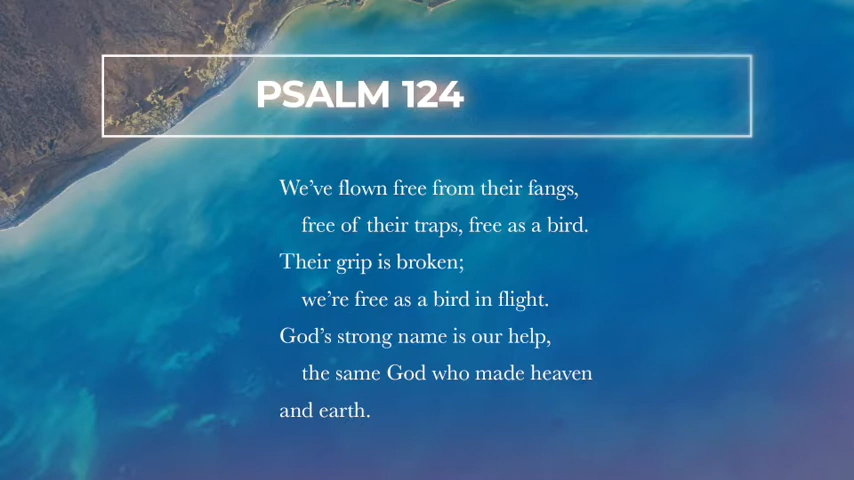 PSALM 124
We’ve flown free from their fangs,
free of their traps, free as a bird.
Their grip is broken;
we’re free as a bird in flight.
God’s strong name is our help,
the same God who made heaven
and earth.